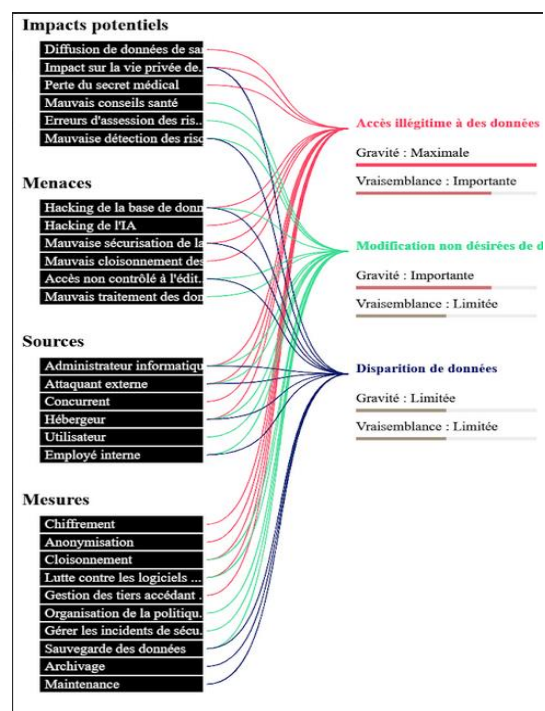 Impacts potentiels
Diffusion de données de sa
Impact sur la vie privée de...
Perte du secret médical
Mauvais conseils santé
Erreurs d'assession des ris...
Mauvaise détection des risq
Menaces
Hacking de la base de donn
Hacking de l'IA
Mauvaise sécurisation de la
Mauvais cloisonnement des
Accès non contrôlé à l'édit...
Mauvais traitement des don
Sources
Administrateur informatiqu
Attaquant externe
Concurrent
Hébergeur
Utilisateur
Employé interne
Mesures
Chiffrement
Anonymisation
Cloisonnement
Lutte contre les logiciels ...
Gestion des tiers accédant ...
Organisation de la politiqu...
Gérer les incidents de sécu...
Sauvegarde des données
Archivage
Maintenance
Accès illégitime à des données
Gravité : Maximale
Vraisemblance : Importante
Modification non désirées de d
Gravité : Importante
Vraisemblance : Limitée
Disparition de données
Gravité : Limitée
Vraisemblance : Limitée